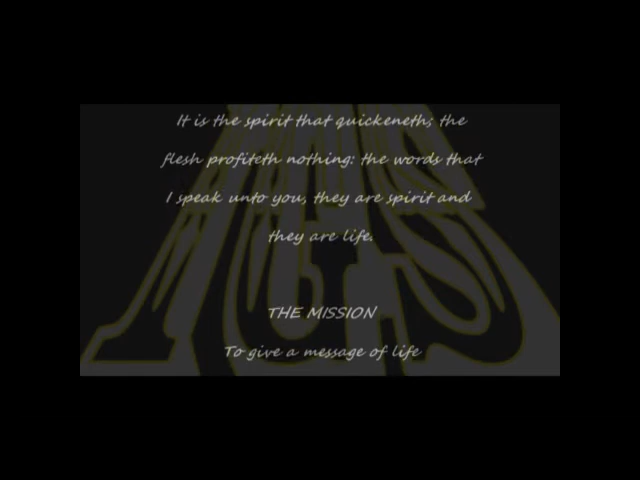 It is the spirit that quickeneth; the
flesh profiteth nothing: the words that
I speak unto you, they are spirit and
they are life.
THE MISSION
To give a message of life